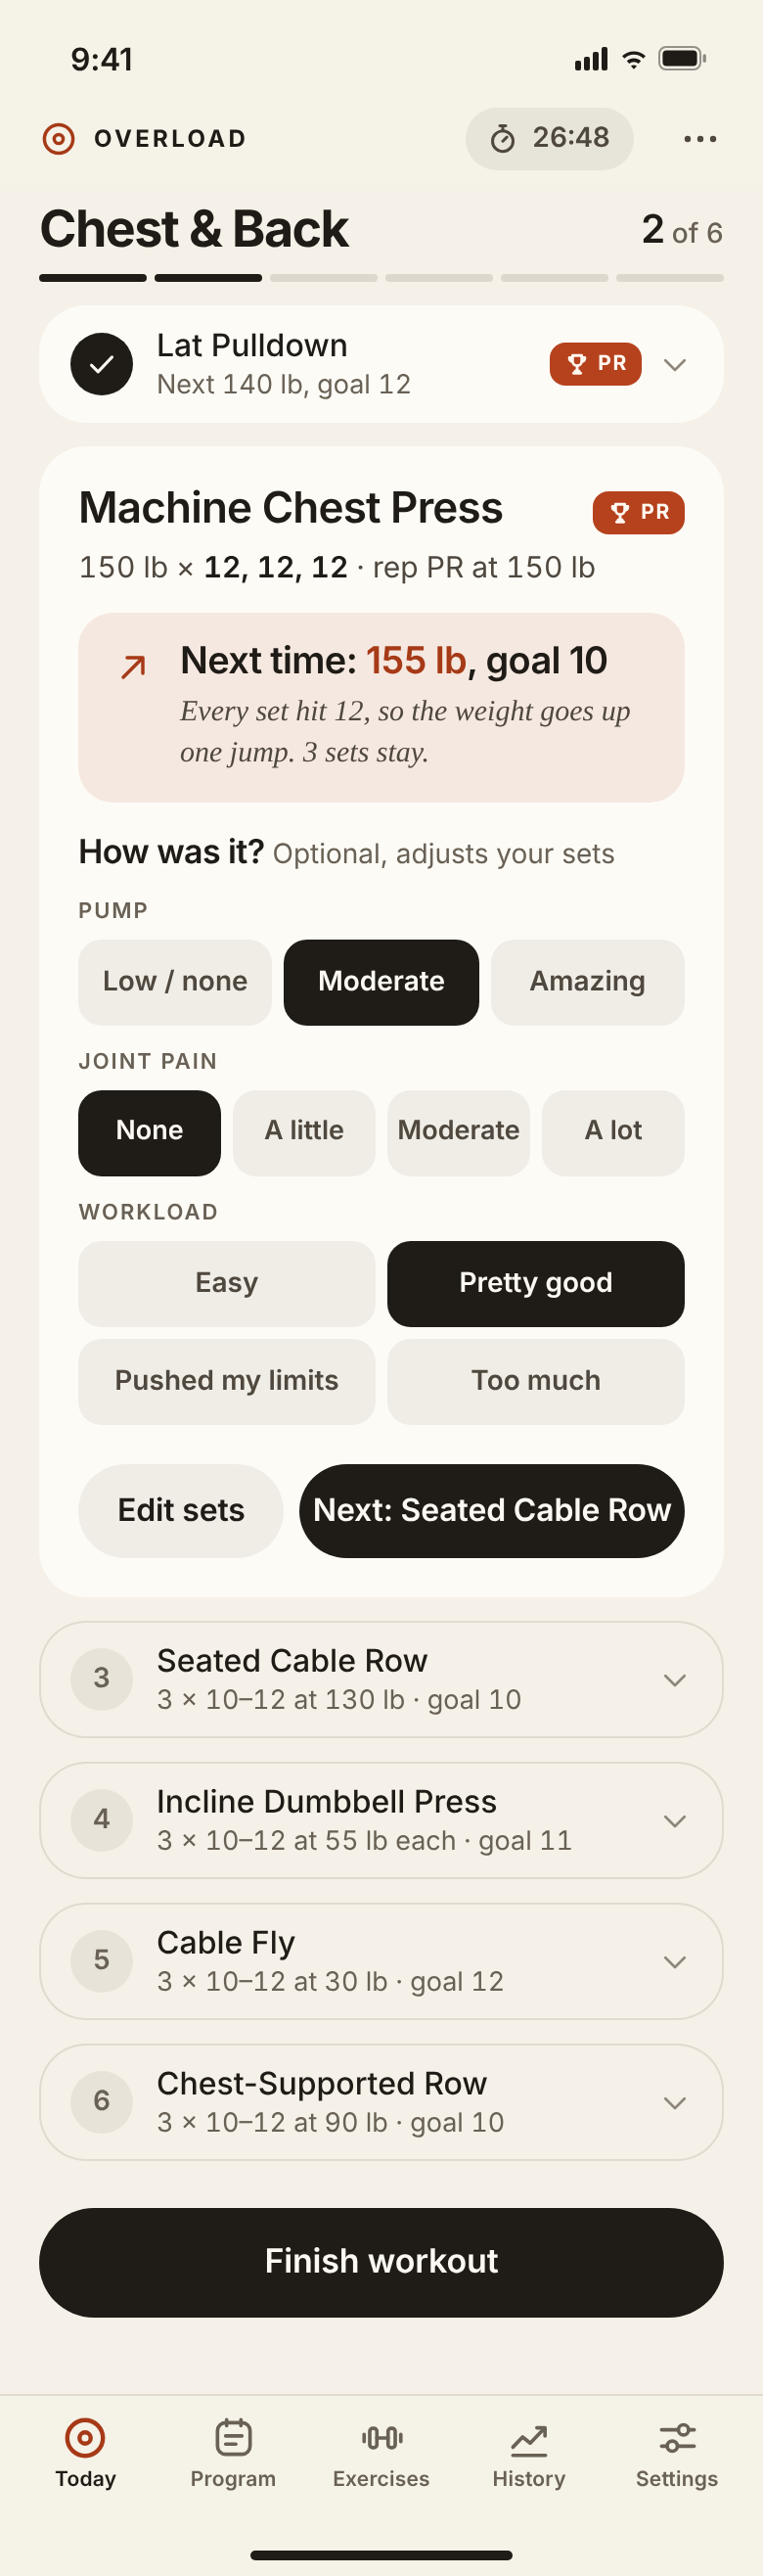 9:41
OVERLOAD
26:48
Chest & Back
2 of 6
Lat Pulldown
Next 140 lb, goal 12
PR
Machine Chest Press
PR
150 lb × 12, 12, 12 · rep PR at 150 lb
Next time: 155 lb, goal 10
Every set hit 12, so the weight goes up
one jump. 3 sets stay.
How was it? Optional, adjusts your sets
PUMP
Low / none
Moderate
Amazing
JOINT PAIN
None
A little
Moderate
A lot
WORKLOAD
Easy
Pretty good
Pushed my limits
Too much
Edit sets
Next: Seated Cable Row
3
Seated Cable Row
3 × 10–12 at 130 lb · goal 10
4
Incline Dumbbell Press
3 × 10–12 at 55 lb each · goal 11
5
Cable Fly
3 × 10–12 at 30 lb · goal 12
6
Chest-Supported Row
3 × 10–12 at 90 lb · goal 10
Finish workout
Today
Program
Exercises
History
Settings